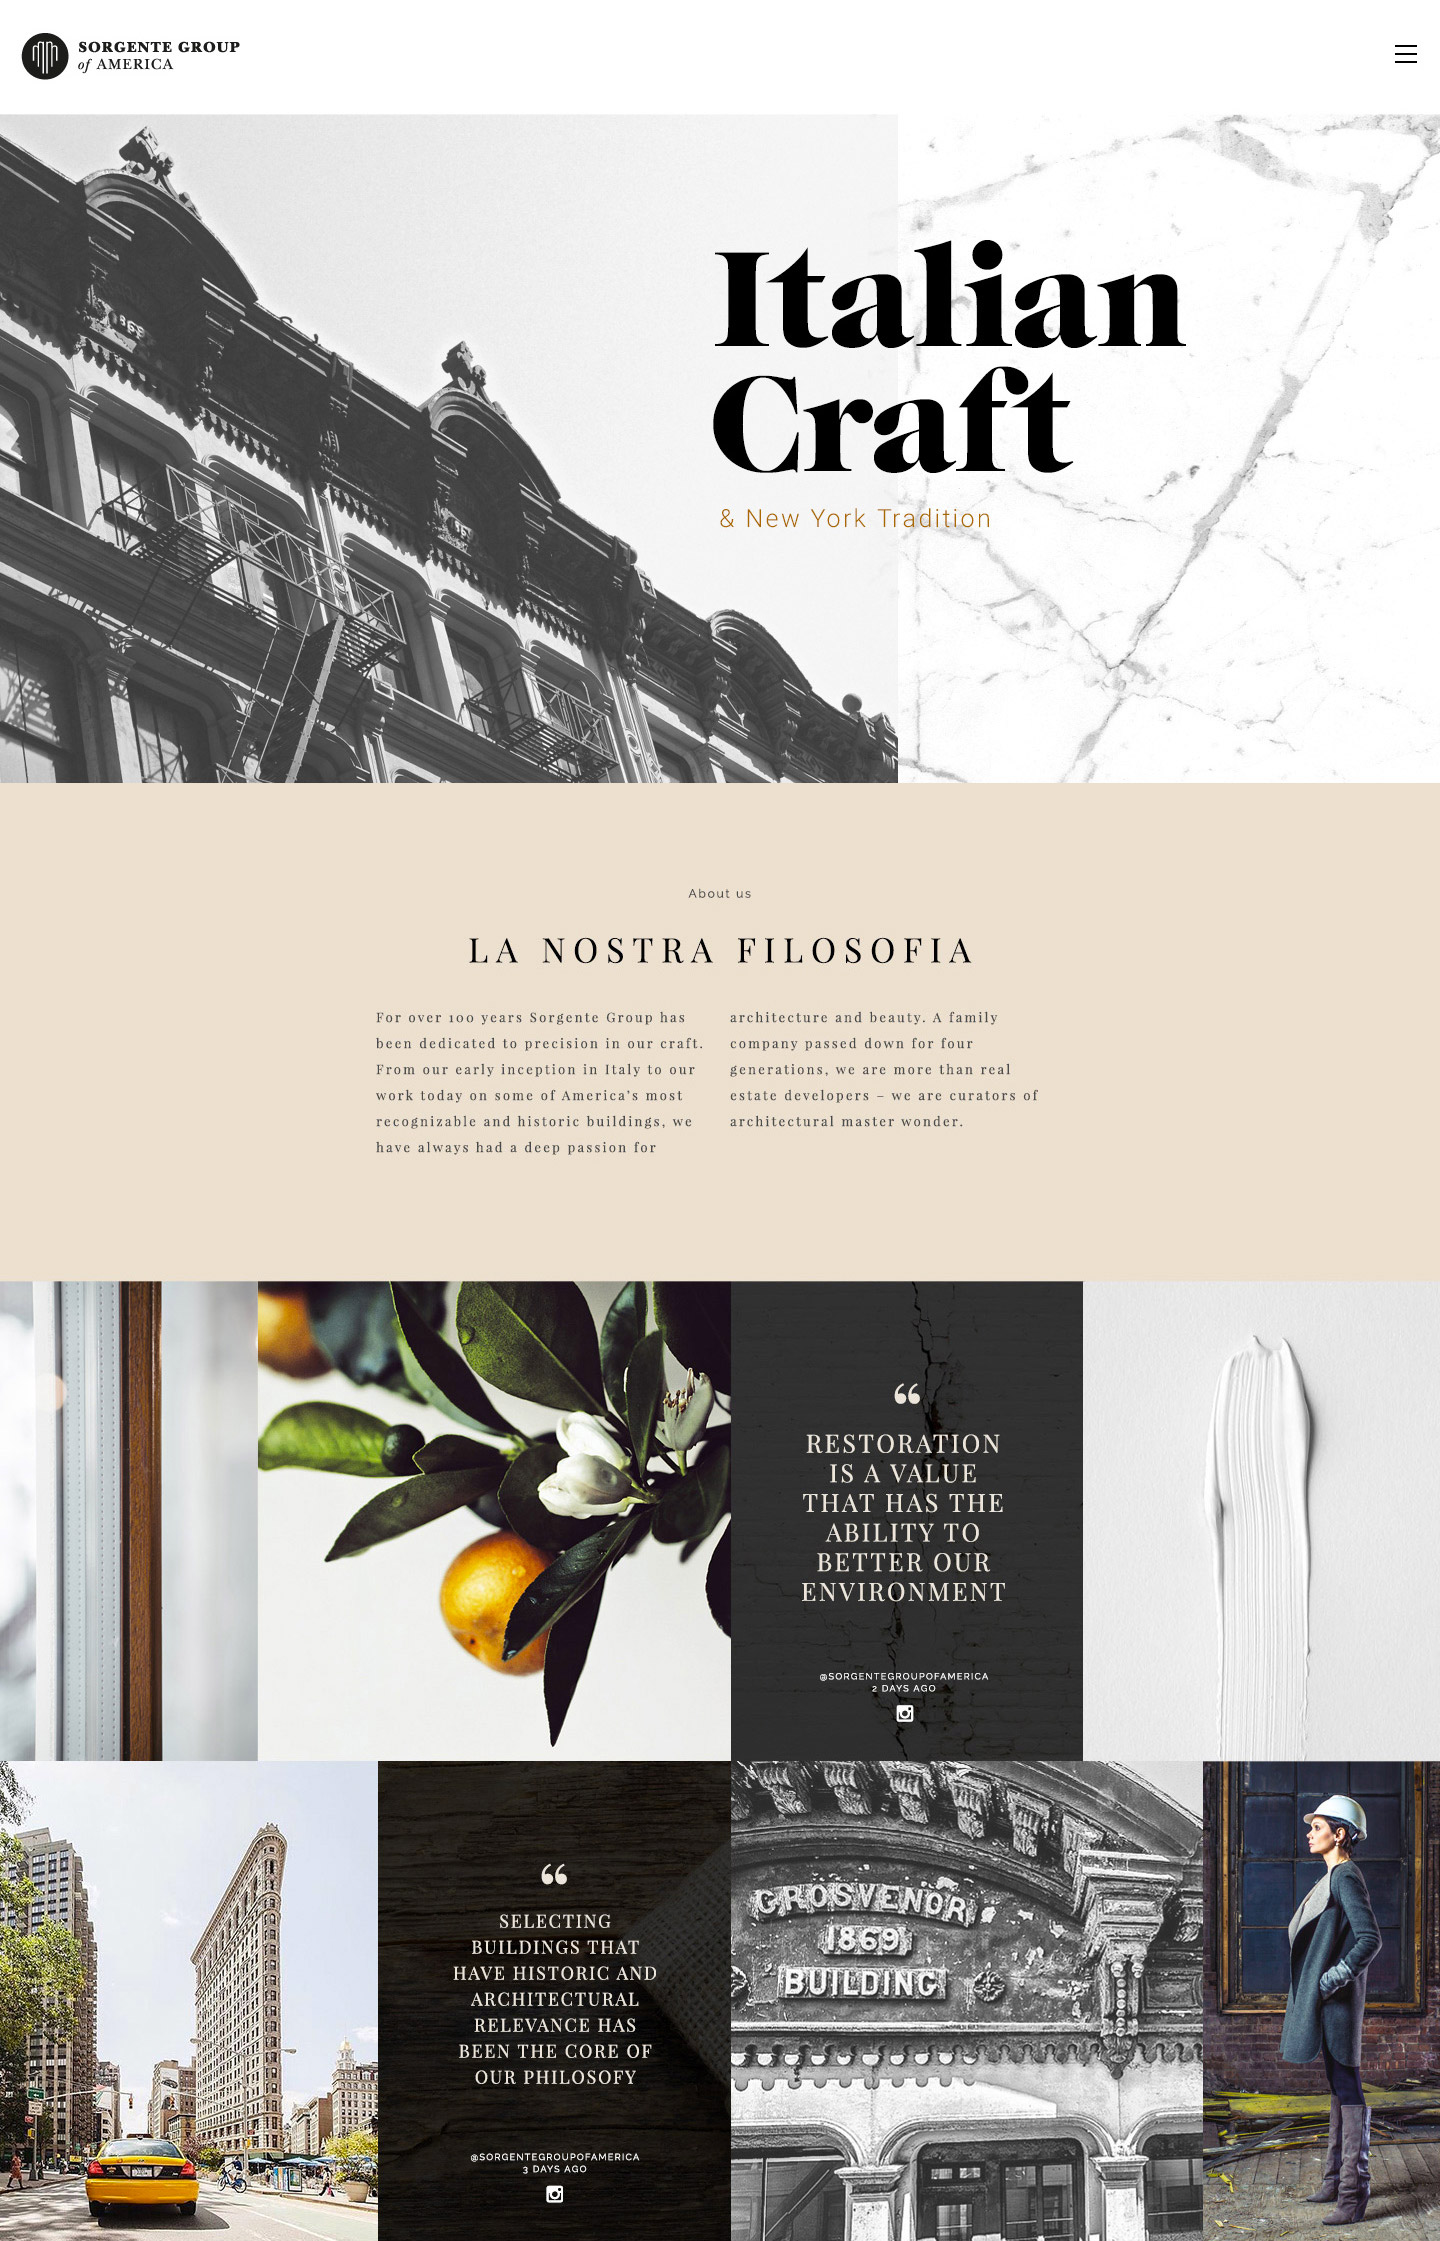 SORGENTE GROUP
of AMERICA
Italian
Craft
& New York Tradition
About us
LA NOSTRA FILOSOFIA
For over 100 years Sorgente Group has
been dedicated to precision in our craft.
From our early inception in Italy to our
work today on some of America's most
recognizable and historic buildings, we
have always had a deep passion for
architecture and beauty. A family
company passed down for four
generations, we are more than real
estate developers – we are curators of
architectural master wonder.
“
RESTORATION
IS A VALUE
THAT HAS THE
ABILITY TO
BETTER OUR
ENVIRONMENT
@SORGENTEGROUPOFAMERICA
2 DAYS AGO
“
SELECTING
BUILDINGS THAT
HAVE HISTORIC AND
ARCHITECTURAL
RELEVANCE HAS
BEEN THE CORE OF
OUR PHILOSOFY
@SORGENTEGROUPOFAMERICA
3 DAYS AGO
GROSVENOR
1869
BUILDING